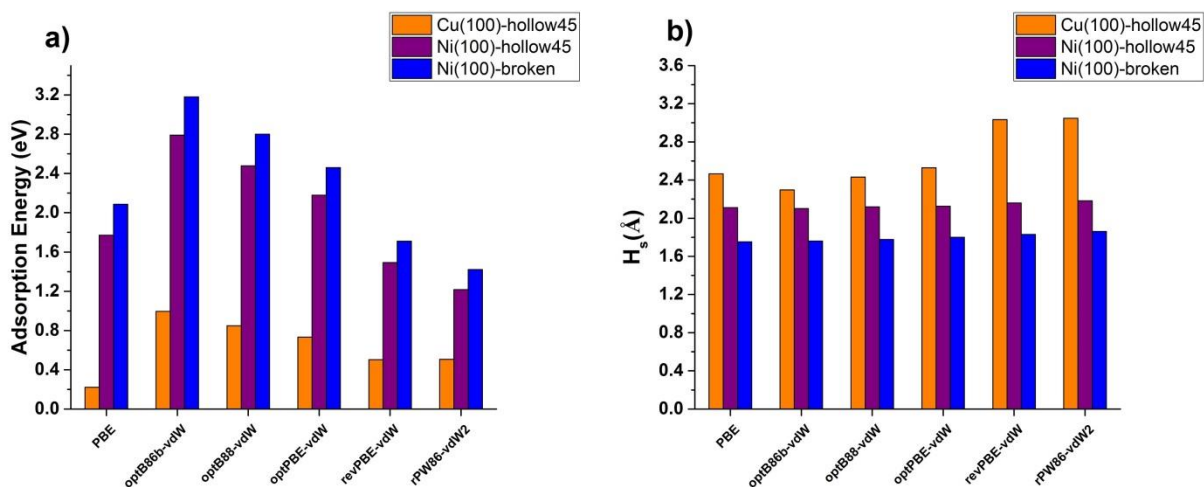 a)
Cu(100)-hollow45
Ni(100)-hollow45
Ni(100)-broken
Adsorption Energy (eV)
3.2
2.8
2.4
2.0
1.6
1.2
0.8
0.4
0.0
PBE
optB86b-vdW
optB88-vdW
optPBE-vdW
revPBE-vdW
rPW86-vdW2
b)
Cu(100)-hollow45
Ni(100)-hollow45
Ni(100)-broken
Hs(Å)
3.6
3.2
2.8
2.4
2.0
1.6
1.2
0.8
0.4
0.0
PBE
optB86b-vdW
optB88-vdW
optPBE-vdW
revPBE-vdW
rPW86-vdW2